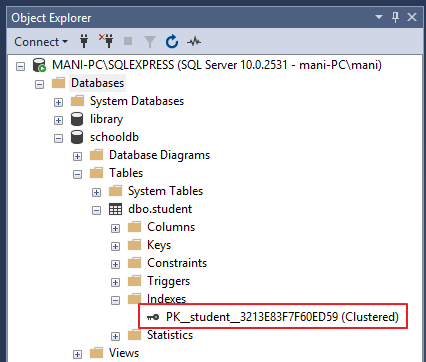 Object Explorer
Connect
MANI-PC\SQLEXPRESS (SQL Server 10.0.2531 - mani-PC\mani)
Databases
System Databases
library
schooldb
Database Diagrams
Tables
System Tables
dbo.student
Columns
Keys
Constraints
Triggers
Indexes
PK__student__3213E83F7F60ED59 (Clustered)
Statistics
Views